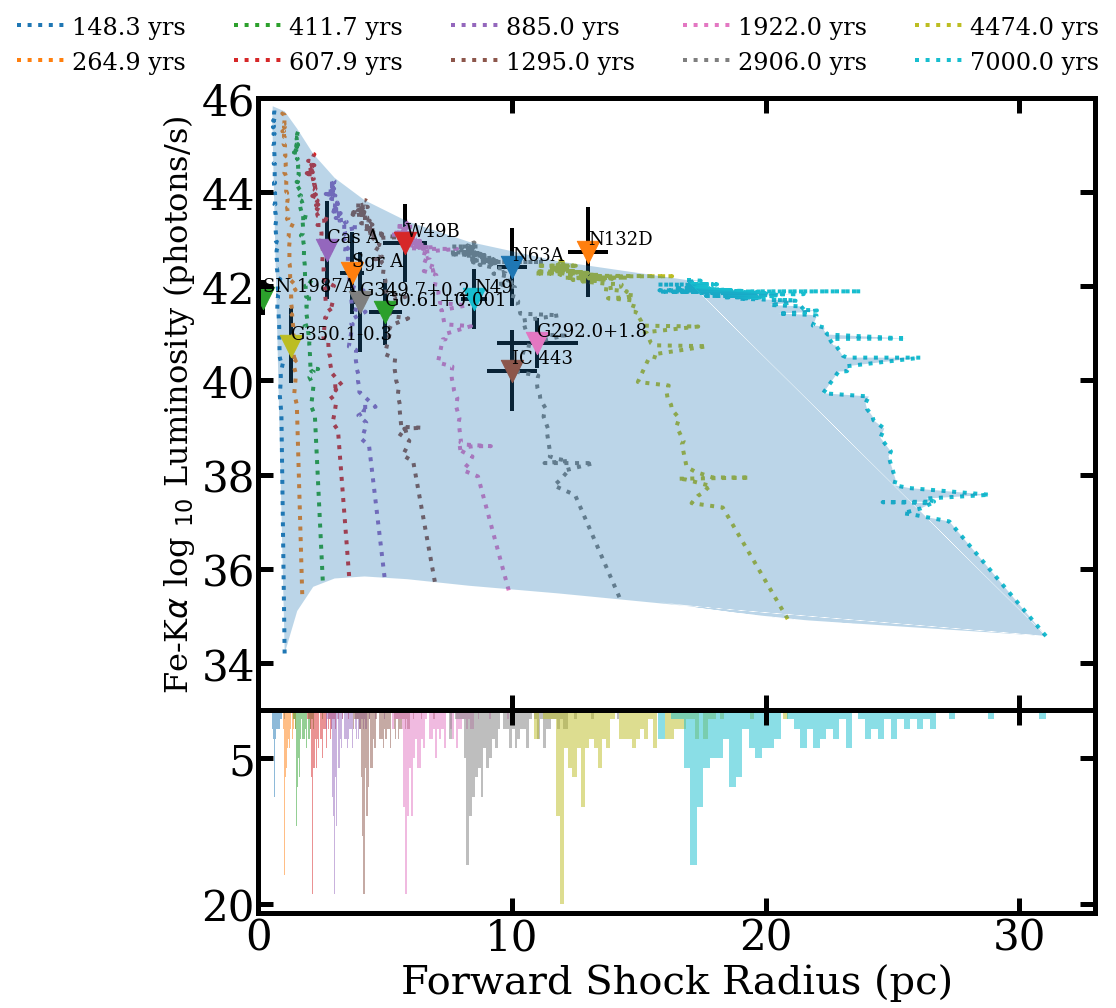 148.3 yrs 411.7 yrs 885.0 yrs 1922.0 yrs 4474.0 yrs
264.9 yrs 607.9 yrs 1295.0 yrs 2906.0 yrs 7000.0 yrs
Fe-Kα log 10 Luminosity (photons/s)
46
44
42
40
38
36
34
Cas A
W49B
N132D
Sgr A
N63A
SN 1987A
G349.7+0.2
N49
G0.61+0.001
G350.1-0.3
G292.0+1.8
IC 443
5
20
0 10 20 30
Forward Shock Radius (pc)